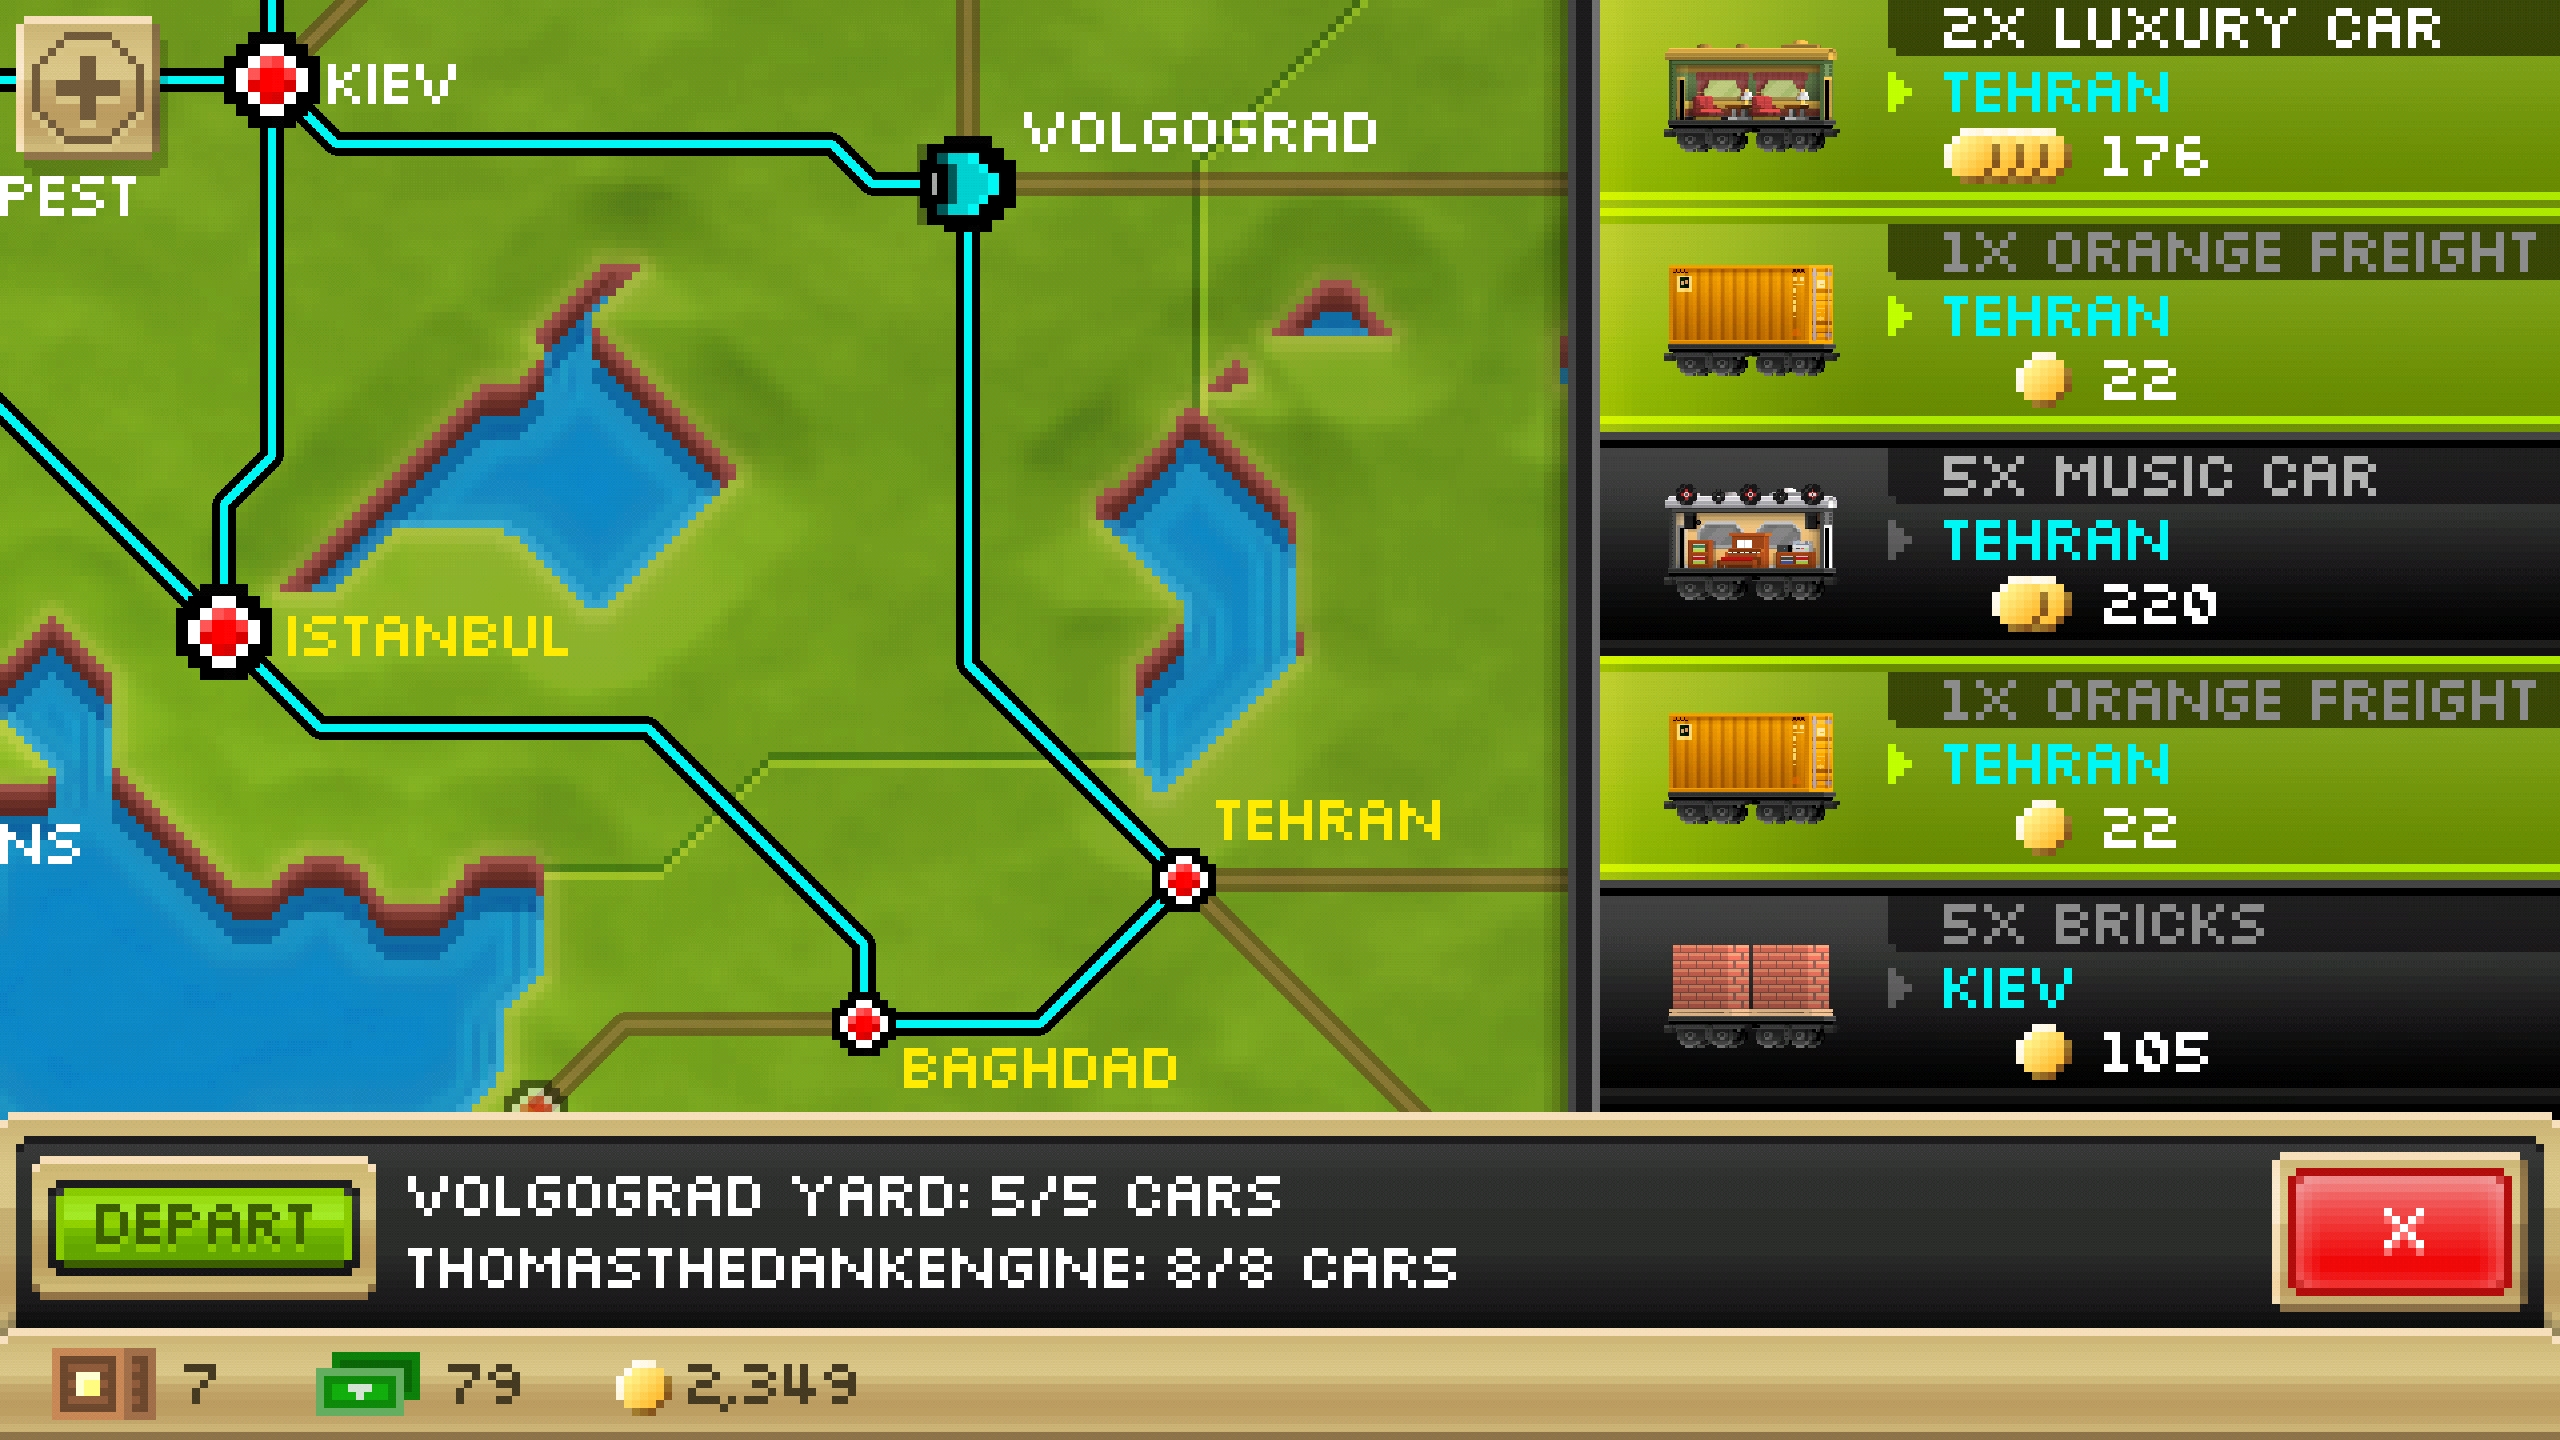 KIEV
VOLGOGRAD
PEST
ISTANBUL
NS
TEHRAN
BAGHDAD
2X LUXURY CAR
TEHRAN
176
1X ORANGE FREIGHT
TEHRAN
22
5X MUSIC CAR
TEHRAN
220
1X ORANGE FREIGHT
TEHRAN
22
5X BRICKS
KIEV
105
DEPART
VOLGOGRAD YARD: 5/5 CARS
THOMASTHEDANKENGINE: 8/8 CARS
X
7 79 2,349